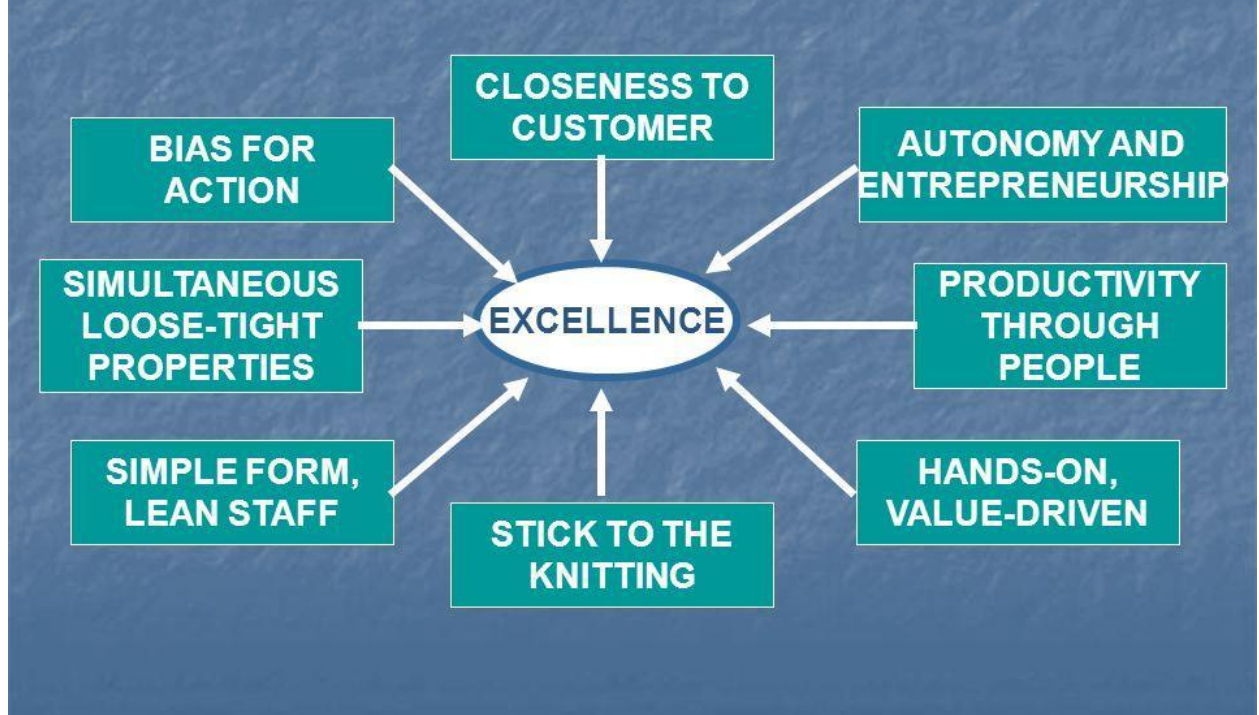 CLOSENESS TO
CUSTOMER
BIAS FOR
ACTION
AUTONOMY AND
ENTREPRENEURSHIP
SIMULTANEOUS
LOOSE-TIGHT
PROPERTIES
EXCELLENCE
PRODUCTIVITY
THROUGH
PEOPLE
SIMPLE FORM,
LEAN STAFF
HANDS-ON,
VALUE-DRIVEN
STICK TO THE
KNITTING